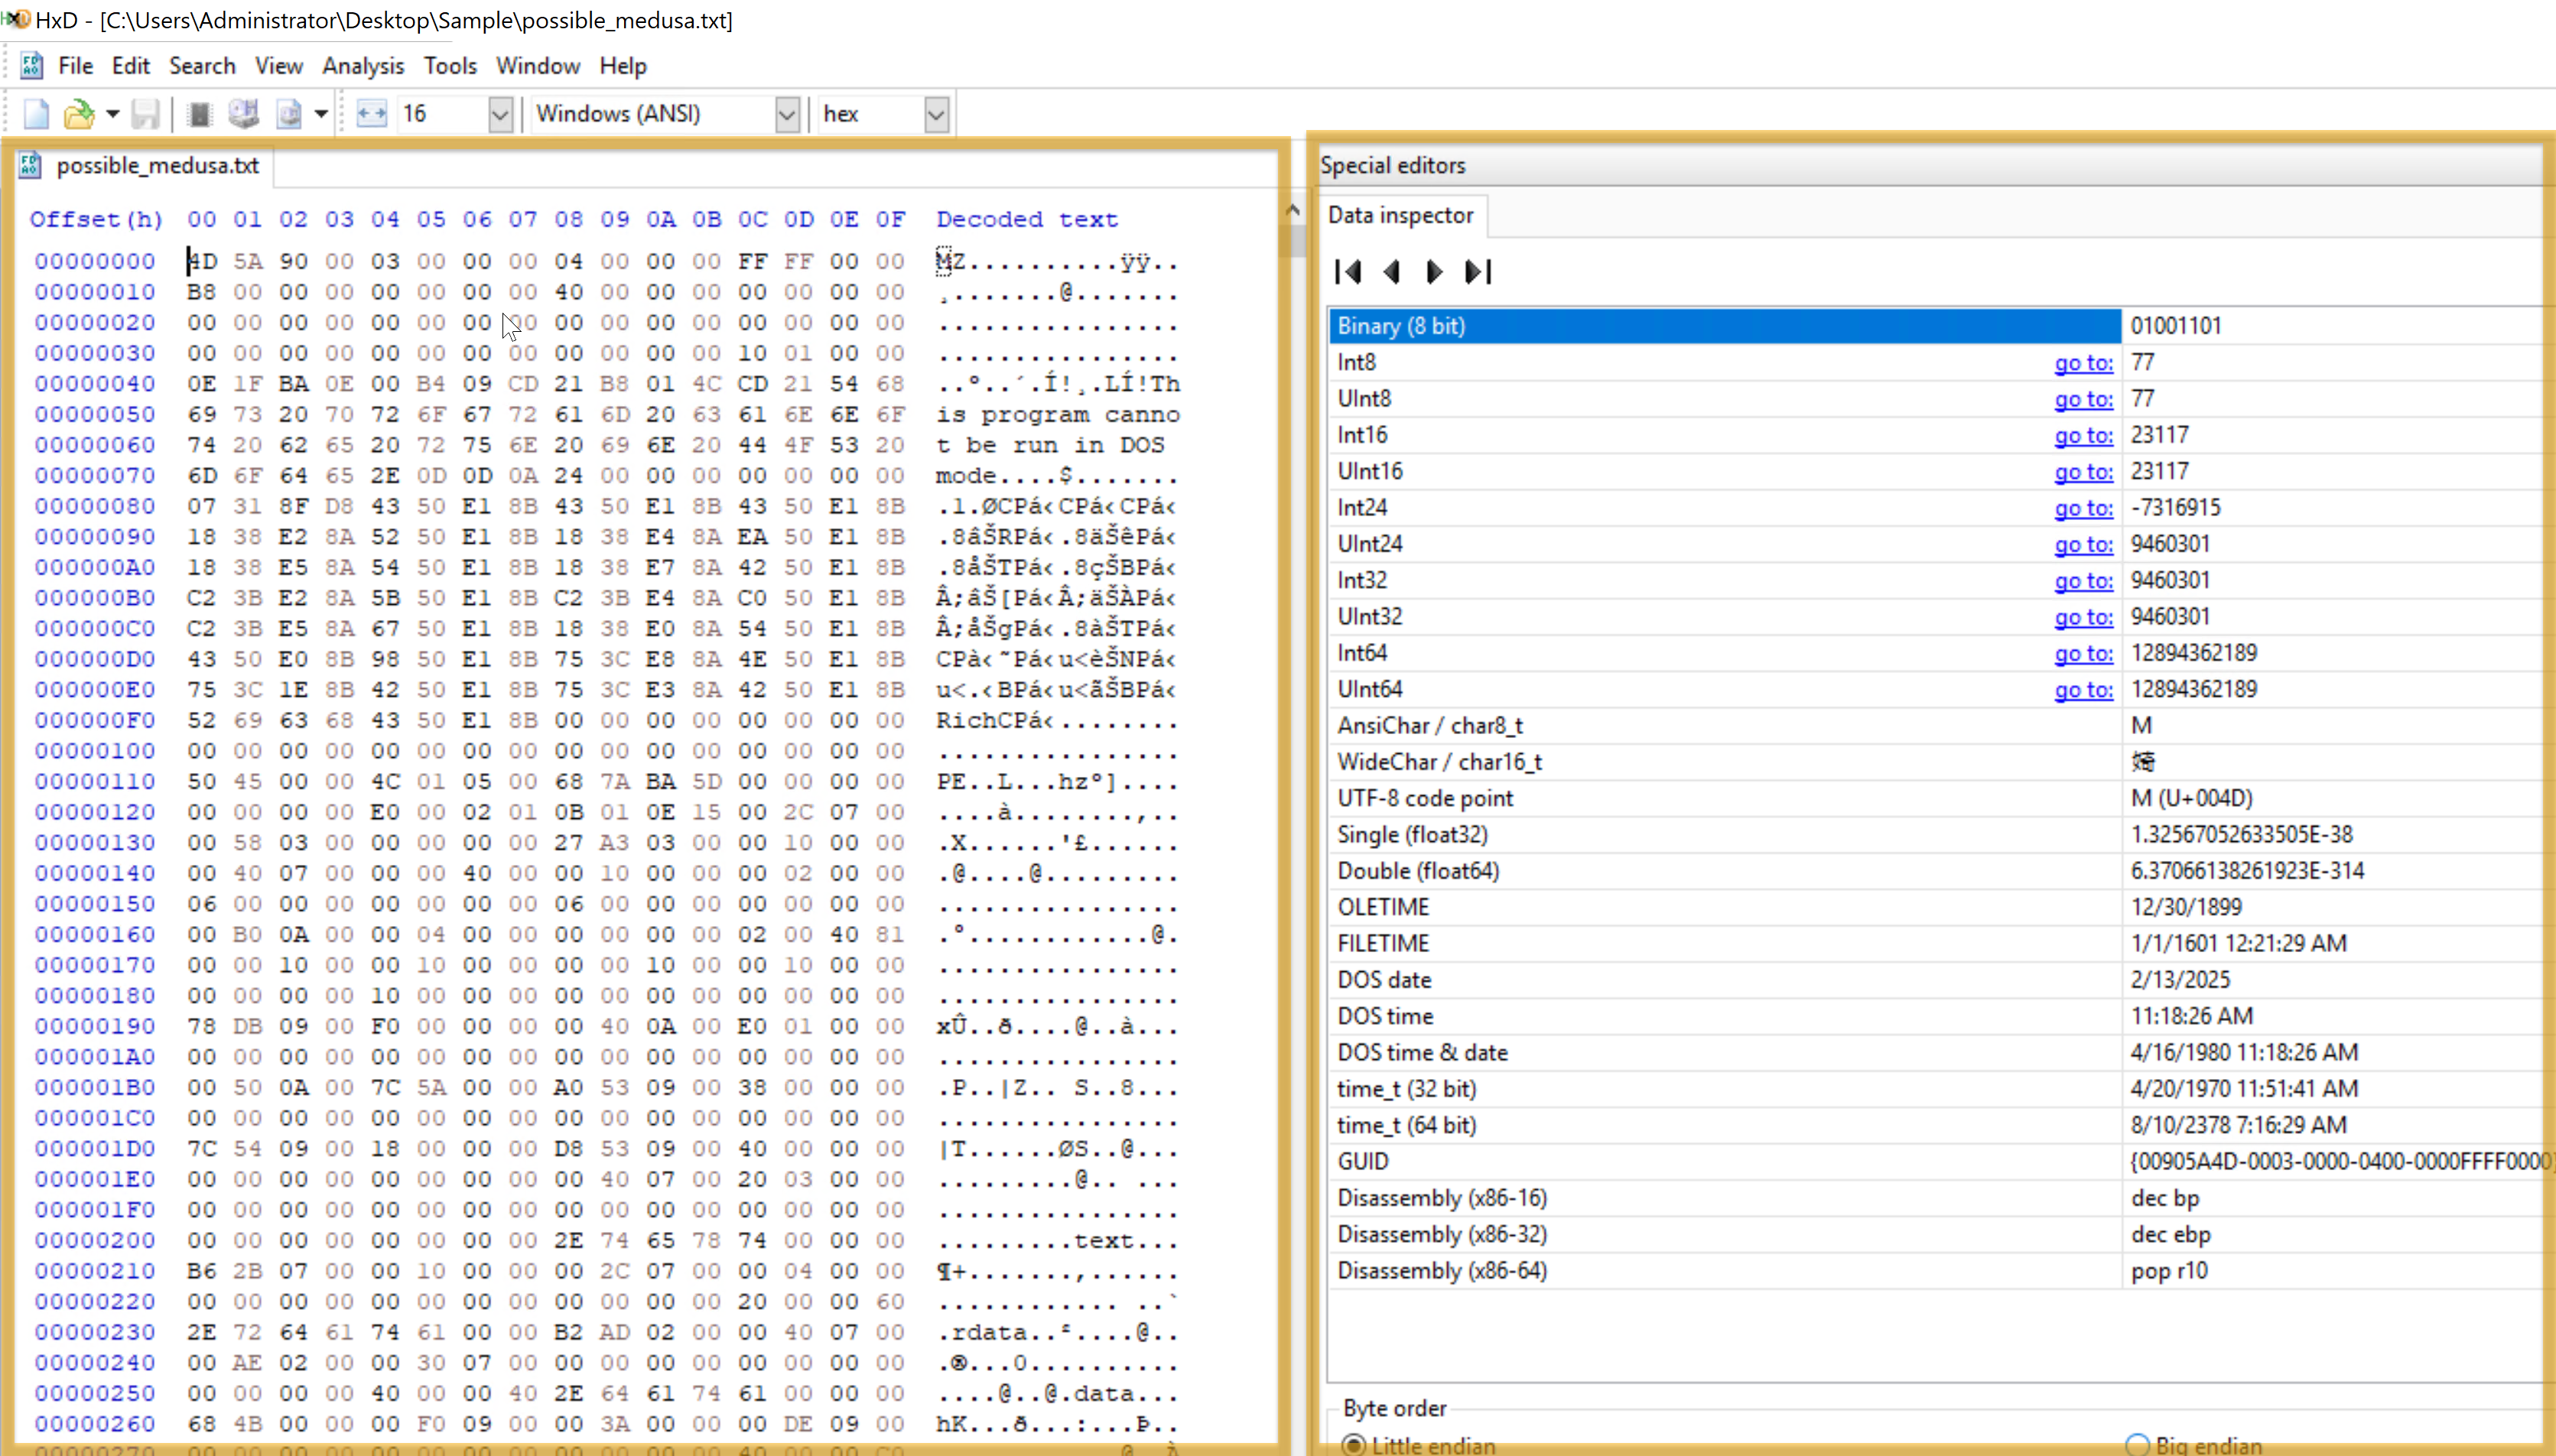 HxD - [C:\Users\Administrator\Desktop\Sample\possible_medusa.txt]
File Edit Search View Analysis Tools Window Help
16 Windows (ANSI) hex
possible_medusa.txt
Offset(h) 00 01 02 03 04 05 06 07 08 09 0A 0B 0C 0D 0E 0F Decoded text
00000000 4D 5A 90 00 03 00 00 00 04 00 00 00 FF FF 00 00 MZ..........ÿÿ..
00000010 B8 00 00 00 00 00 00 00 40 00 00 00 00 00 00 00 ¸.......@.......
00000020 00 00 00 00 00 00 00 00 00 00 00 00 00 00 00 00 ................
00000030 00 00 00 00 00 00 00 00 00 00 00 00 10 01 00 00 ................
00000040 0E 1F BA 0E 00 B4 09 CD 21 B8 01 4C CD 21 54 68 ..º..´.Í!¸.LÍ!Th
00000050 69 73 20 70 72 6F 67 72 61 6D 20 63 61 6E 6E 6F is program canno
00000060 74 20 62 65 20 72 75 6E 20 69 6E 20 44 4F 53 20 t be run in DOS
00000070 6D 6F 64 65 2E 0D 0D 0A 24 00 00 00 00 00 00 00 mode....$.......
00000080 07 31 8F D8 43 50 E1 8B 43 50 E1 8B 43 50 E1 8B .1.ØCPá‹CPá‹CPá‹
00000090 18 38 E2 8A 52 50 E1 8B 18 38 E4 8A EA 50 E1 8B .8âŠRPá‹.8äŠêPá‹
000000A0 18 38 E5 8A 54 50 E1 8B 18 38 E7 8A 42 50 E1 8B .8åŠTPá‹.8çŠBPá‹
000000B0 C2 3B E2 8A 5B 50 E1 8B C2 3B E4 8A C0 50 E1 8B Â;âŠ[Pá‹Â;äŠÀPá‹
000000C0 C2 3B E5 8A 67 50 E1 8B 18 38 E0 8A 54 50 E1 8B Â;åŠgPá‹.8àŠTPá‹
000000D0 43 50 E0 8B 98 50 E1 8B 75 3C E8 8A 4E 50 E1 8B CPà‹˜Pá‹u<èŠNPá‹
000000E0 75 3C 1E 8B 42 50 E1 8B 75 3C E3 8A 42 50 E1 8B u<.‹BPá‹u<ãŠBPá‹
000000F0 52 69 63 68 43 50 E1 8B 00 00 00 00 00 00 00 00 RichCPá‹........
00000100 00 00 00 00 00 00 00 00 00 00 00 00 00 00 00 00 ................
00000110 50 45 00 00 4C 01 05 00 68 7A BA 5D 00 00 00 00 PE..L...hzº]....
00000120 00 00 00 00 E0 00 02 01 0B 01 0E 15 00 2C 07 00 ....à........,..
00000130 00 58 03 00 00 00 00 00 27 A3 03 00 00 10 00 00 .X......'£......
00000140 00 40 07 00 00 00 40 00 00 10 00 00 00 02 00 00 .@....@.........
00000150 06 00 00 00 00 00 00 00 06 00 00 00 00 00 00 00 ................
00000160 00 B0 0A 00 00 04 00 00 00 00 00 00 02 00 40 81 .°............@.
00000170 00 00 10 00 00 10 00 00 00 00 10 00 00 10 00 00 ................
00000180 00 00 00 00 10 00 00 00 00 00 00 00 00 00 00 00 ................
00000190 78 DB 09 00 F0 00 00 00 00 40 0A 00 E0 01 00 00 xÛ..ð....@..à...
000001A0 00 00 00 00 00 00 00 00 00 00 00 00 00 00 00 00 ................
000001B0 00 50 0A 00 7C 5A 00 00 A0 53 09 00 38 00 00 00 .P..|Z.. S..8...
000001C0 00 00 00 00 00 00 00 00 00 00 00 00 00 00 00 00 ................
000001D0 7C 54 09 00 18 00 00 00 D8 53 09 00 40 00 00 00 |T......ØS..@...
000001E0 00 00 00 00 00 00 00 00 00 40 07 00 20 03 00 00 .........@.. ...
000001F0 00 00 00 00 00 00 00 00 00 00 00 00 00 00 00 00 ................
00000200 00 00 00 00 00 00 00 00 2E 74 65 78 74 00 00 00 .........text...
00000210 B6 2B 07 00 00 10 00 00 00 2C 07 00 00 04 00 00 ¶+.......,......
00000220 00 00 00 00 00 00 00 00 00 00 00 00 20 00 00 60 ............ ..`
00000230 2E 72 64 61 74 61 00 00 B2 AD 02 00 00 40 07 00 .rdata..²­....@..
00000240 00 AE 02 00 00 30 07 00 00 00 00 00 00 00 00 00 .®...0..........
00000250 00 00 00 00 40 00 00 40 2E 64 61 74 61 00 00 00 ....@..@.data...
00000260 68 4B 00 00 00 F0 09 00 00 3A 00 00 00 DE 09 00 hK...ð...:...Þ..
Special editors
Data inspector
Binary (8 bit) 01001101
Int8 go to: 77
UInt8 go to: 77
Int16 go to: 23117
UInt16 go to: 23117
Int24 go to: -7316915
UInt24 go to: 9460301
Int32 go to: 9460301
UInt32 go to: 9460301
Int64 go to: 12894362189
UInt64 go to: 12894362189
AnsiChar / char8_t M
WideChar / char16_t 婍
UTF-8 code point M (U+004D)
Single (float32) 1.32567052633505E-38
Double (float64) 6.37066138261923E-314
OLETIME 12/30/1899
FILETIME 1/1/1601 12:21:29 AM
DOS date 2/13/2025
DOS time 11:18:26 AM
DOS time & date 4/16/1980 11:18:26 AM
time_t (32 bit) 4/20/1970 11:51:41 AM
time_t (64 bit) 8/10/2378 7:16:29 AM
GUID {00905A4D-0003-0000-0400-0000FFFF0000}
Disassembly (x86-16) dec bp
Disassembly (x86-32) dec ebp
Disassembly (x86-64) pop r10
Byte order
Little endian Big endian